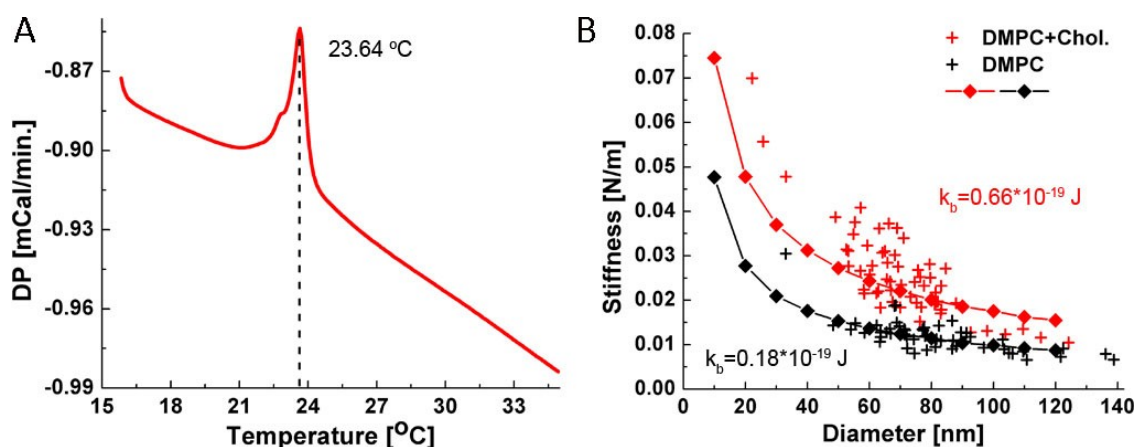 A
23.64 °C
-0.87
-0.90
-0.93
-0.96
-0.99
DP [mCal/min.]
15 18 21 24 27 30 33
Temperature [°C]
B
DMPC+Chol.
DMPC
0.08
0.07
0.06
0.05
0.04
0.03
0.02
0.01
0.00
Stiffness [N/m]
k_b=0.66*10^-19 J
k_b=0.18*10^-19 J
0 20 40 60 80 100 120 140
Diameter [nm]